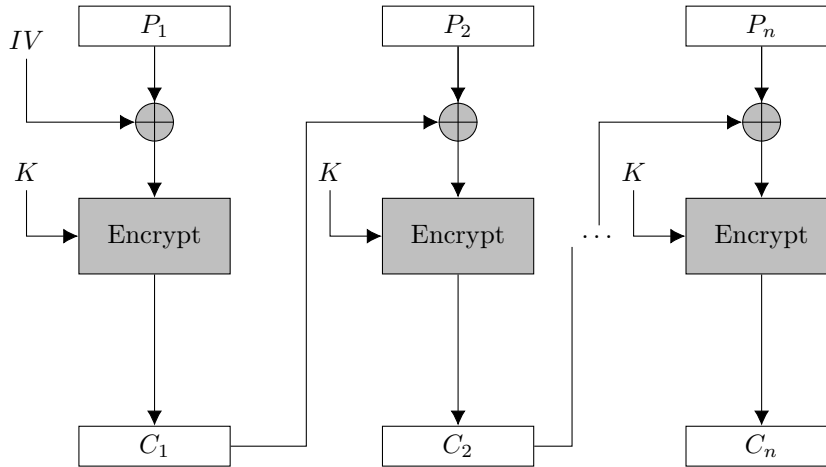 P₁ P₂ Pₙ
IV
K K K
Encrypt Encrypt ... Encrypt
C₁ C₂ Cₙ